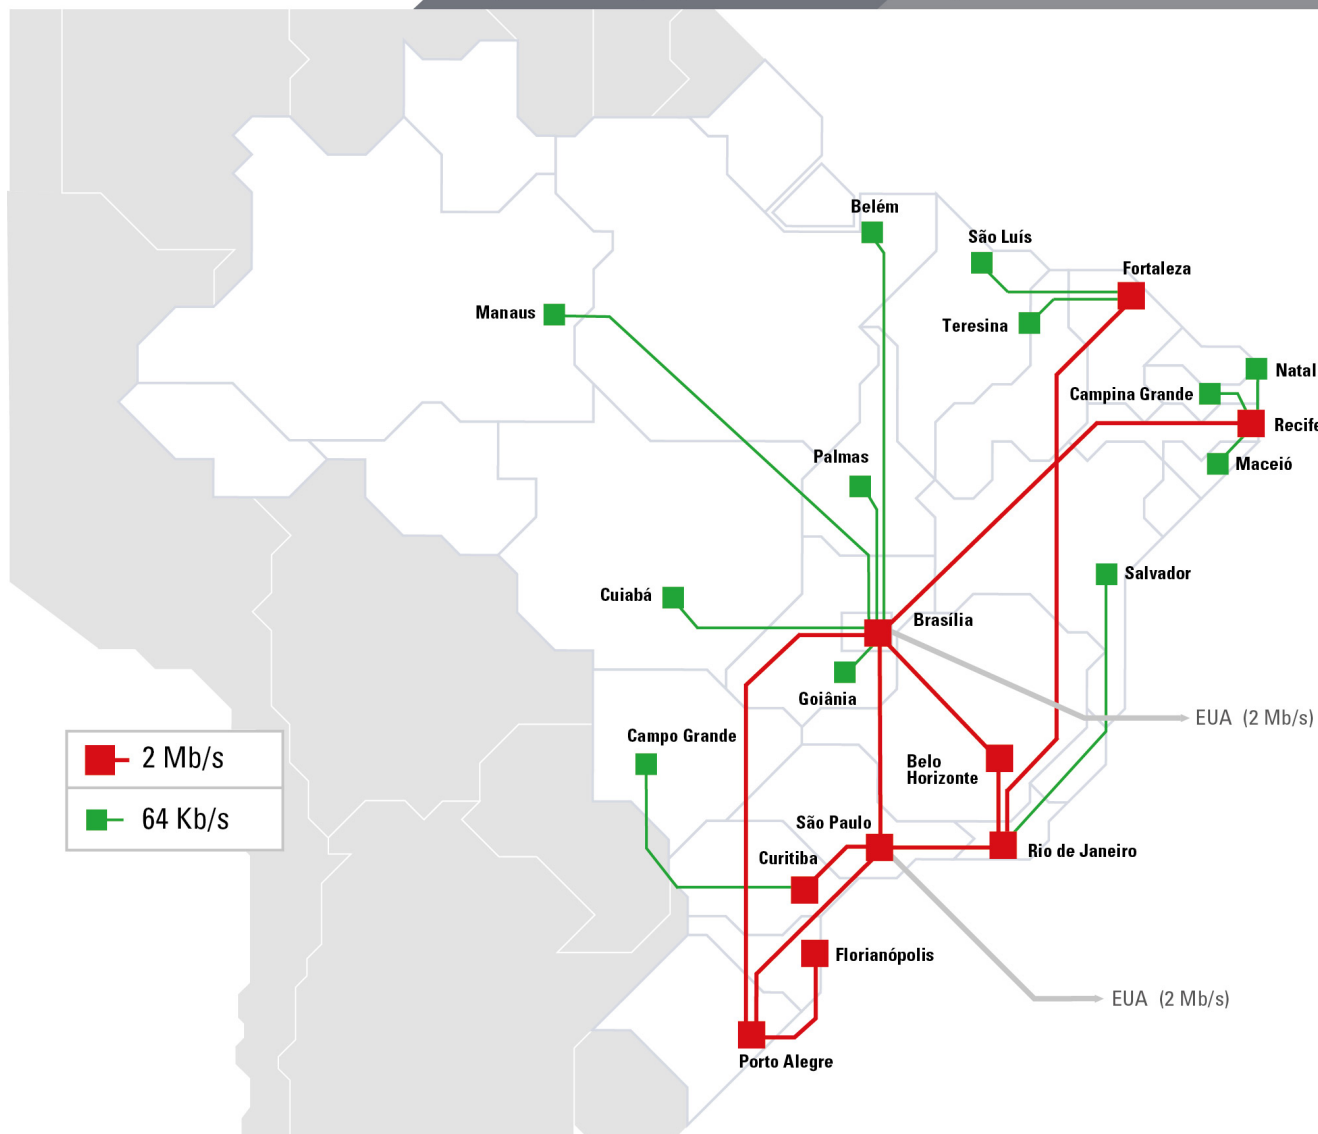 Belém
São Luís
Fortaleza
Manaus
Teresina
Natal
Campina Grande
Recife
Palmas
Maceió
Salvador
Cuiabá
Brasília
Goiânia
EUA (2 Mb/s)
Campo Grande
2 Mb/s
Belo
Horizonte
64 Kb/s
São Paulo
Rio de Janeiro
Curitiba
Florianópolis
EUA (2 Mb/s)
Porto Alegre